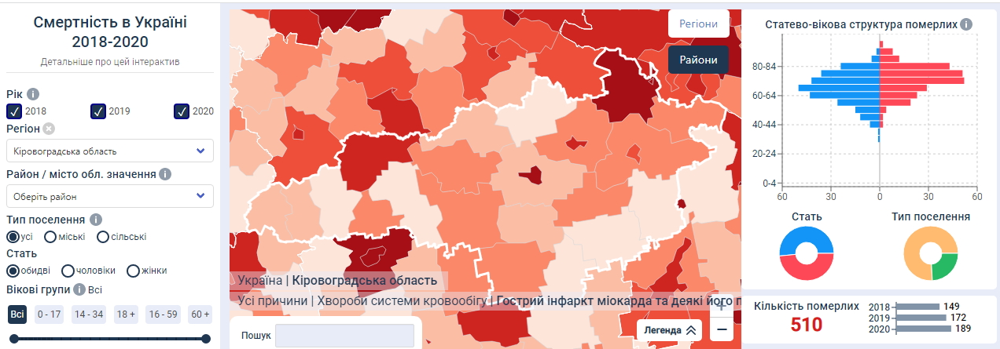 Смертність в Україні
2018-2020
Детальніше про цей інтерактив
Рік
2018
2019
2020
Регіон
Кіровоградська область
Район / місто обл. значення
Оберіть район
Тип поселення
усі
міські
сільські
Стать
обидві
чоловіки
жінки
Вікові групи
Всі
Всі
0 - 17
14 - 34
18 +
16 - 59
60 +
Регіони
Райони
Україна | Кіровоградська область
Усі причини | Хвороби системи кровообігу | Гострий інфаркт міокарда та деякі його п
Пошук
Легенда
+
−
Статево-вікова структура померлих
80-84
60-64
40-44
20-24
0-4
60
30
0
30
60
Стать
Тип поселення
Кількість померлих
510
2018
149
2019
172
2020
189